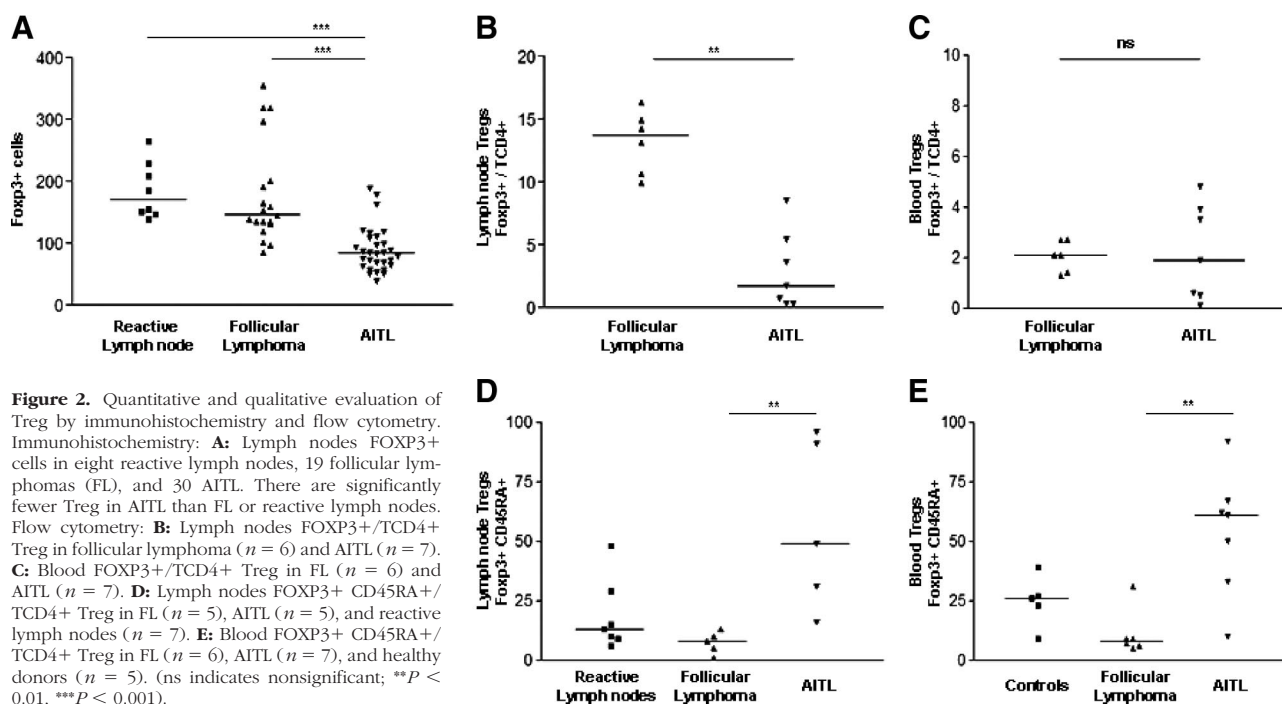 A
***
***
Foxp3+ cells
400
300
200
100
0
Reactive
Lymph node
Follicular
Lymphoma
AITL
B
**
Lymph node Tregs
Foxp3+ / TCD4+
20
15
10
5
0
Follicular
Lymphoma
AITL
C
ns
Blood Tregs
Foxp3+ / TCD4+
10
8
6
4
2
0
Follicular
Lymphoma
AITL
Figure 2. Quantitative and qualitative evaluation of
Treg by immunohistochemistry and flow cytometry.
Immunohistochemistry: A: Lymph nodes FOXP3+
cells in eight reactive lymph nodes, 19 follicular lym-
phomas (FL), and 30 AITL. There are significantly
fewer Treg in AITL than FL or reactive lymph nodes.
Flow cytometry: B: Lymph nodes FOXP3+/TCD4+
Treg in follicular lymphoma (n = 6) and AITL (n = 7).
C: Blood FOXP3+/TCD4+ Treg in FL (n = 6) and
AITL (n = 7). D: Lymph nodes FOXP3+ CD45RA+/
TCD4+ Treg in FL (n = 5), AITL (n = 5), and reactive
lymph nodes (n = 7). E: Blood FOXP3+ CD45RA+/
TCD4+ Treg in FL (n = 6), AITL (n = 7), and healthy
donors (n = 5). (ns indicates nonsignificant; **P <
0.01, ***P < 0.001).
D
**
Lymph node Tregs
Foxp3+ CD45RA+
100
75
50
25
0
Reactive
Lymph nodes
Follicular
Lymphoma
AITL
E
**
Blood Tregs
Foxp3+ CD45RA+
100
75
50
25
0
Controls
Follicular
Lymphoma
AITL